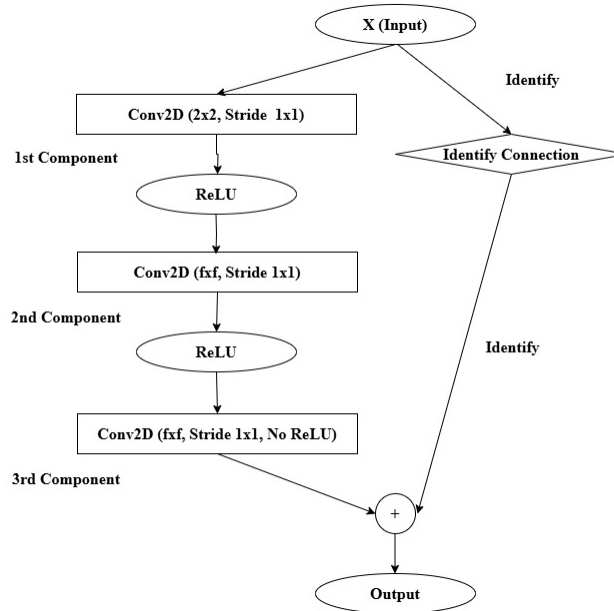 X (Input)
Identify
Conv2D (2x2, Stride 1x1)
1st Component
Identify Connection
ReLU
Conv2D (fxf, Stride 1x1)
2nd Component
Identify
ReLU
Conv2D (fxf, Stride 1x1, No ReLU)
3rd Component
+
Output